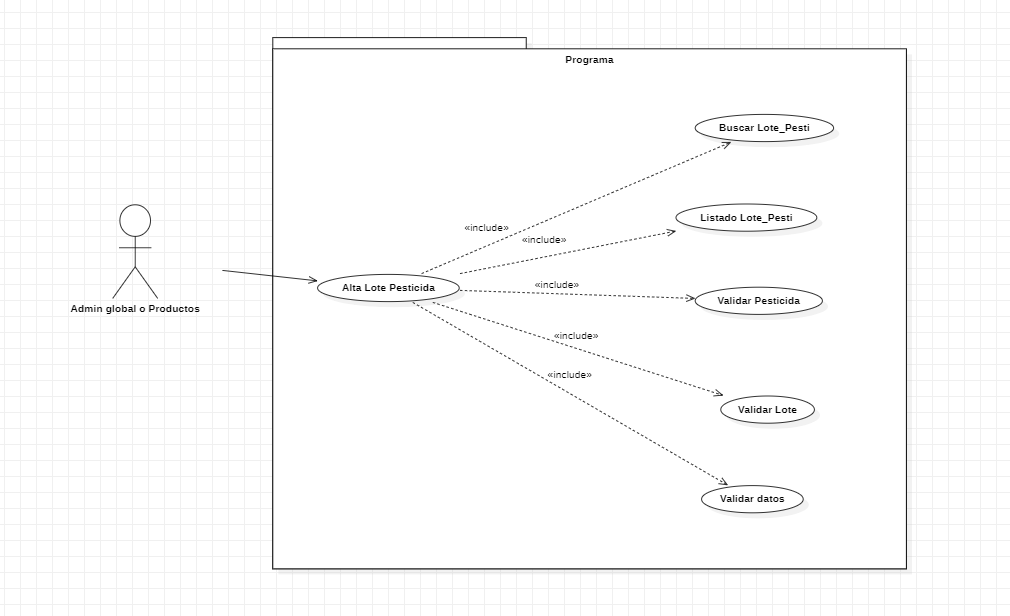 Programa
Buscar Lote_Pesti
Listado Lote_Pesti
«include»
«include»
Alta Lote Pesticida
«include»
Validar Pesticida
Admin global o Productos
«include»
«include»
Validar Lote
Validar datos